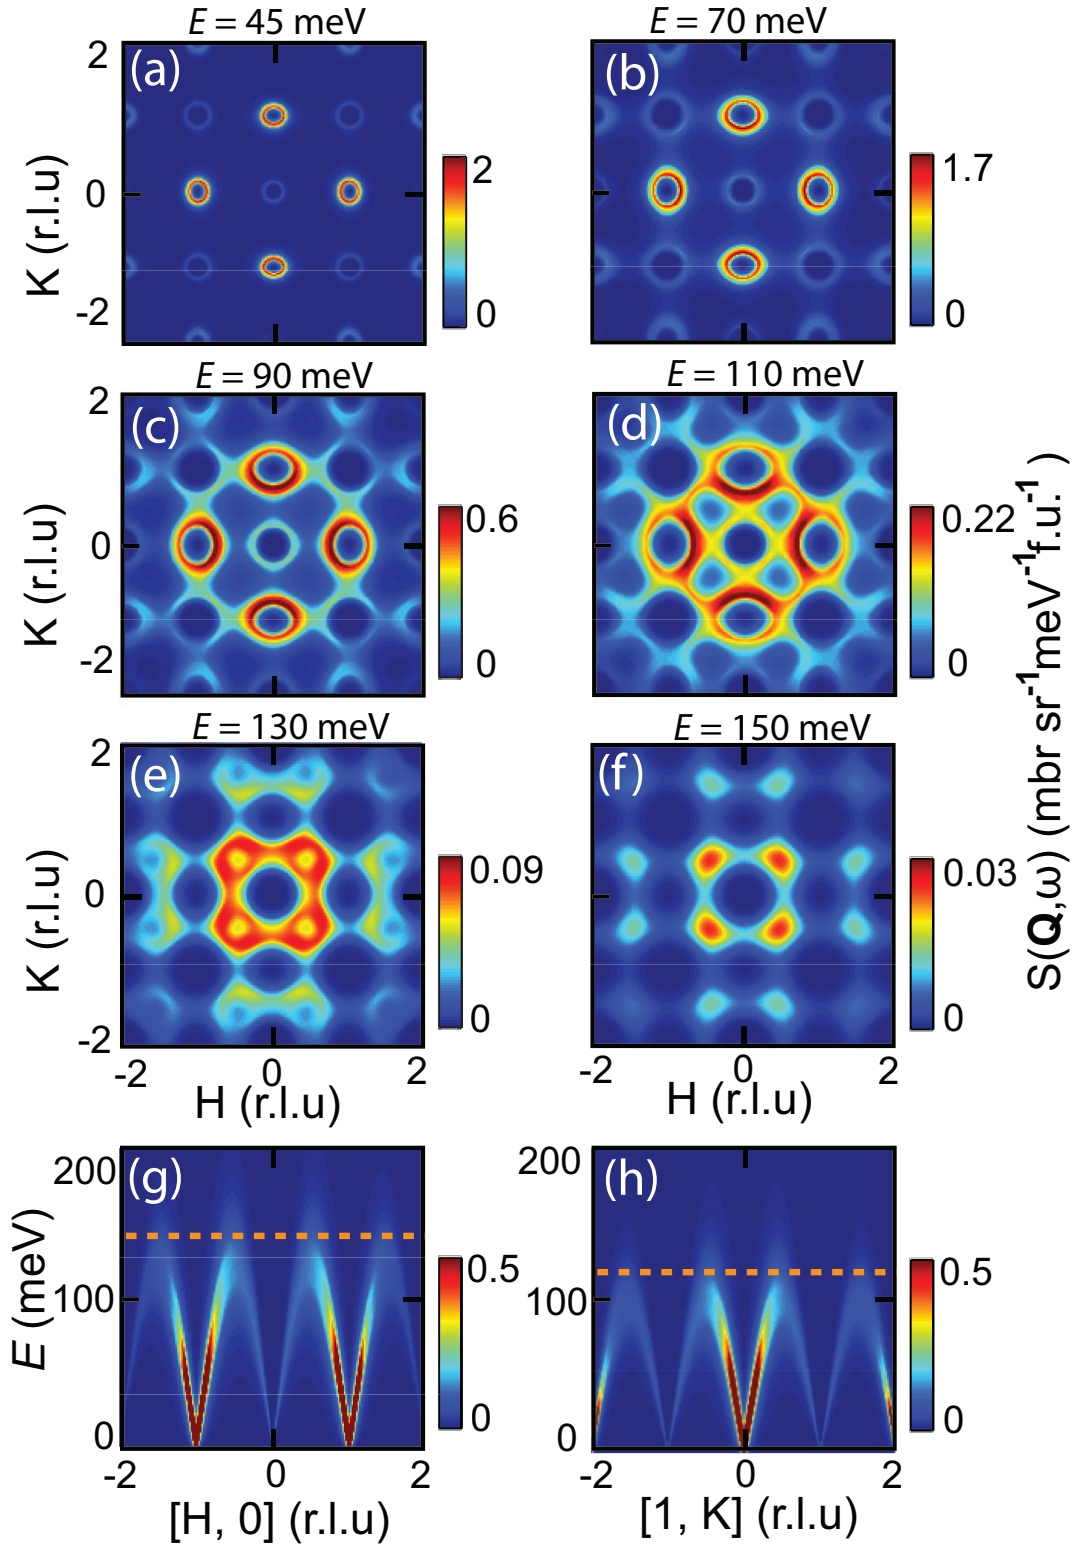 E = 45 meV
E = 70 meV
(a)
(b)
2
0
-2
K (r.l.u)
2
0
1.7
0
E = 90 meV
E = 110 meV
(c)
(d)
2
0
-2
K (r.l.u)
0.6
0
0.22
0
E = 130 meV
E = 150 meV
(e)
(f)
2
0
-2
K (r.l.u)
0.09
0
0.03
0
-2 0 2
H (r.l.u)
-2 0 2
H (r.l.u)
S(Q,ω) (mbr sr⁻¹meV⁻¹f.u.⁻¹)
(g)
(h)
200
100
0
E (meV)
0.5
0
200
100
0
0.5
0
-2 0 2
[H, 0] (r.l.u)
-2 0 2
[1, K] (r.l.u)